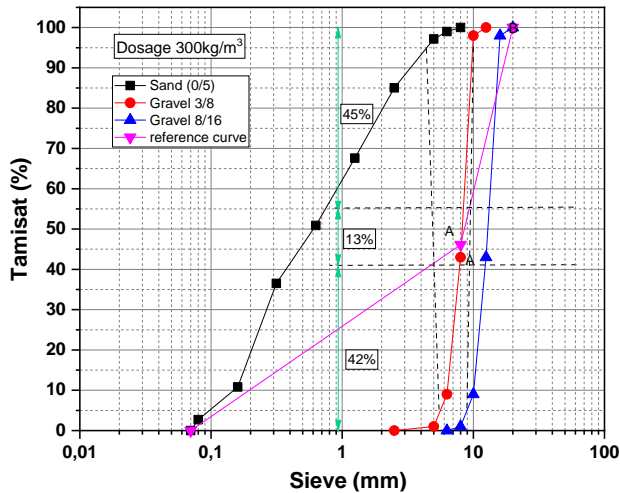 Dosage 300kg/m³
Sand (0/5)
Gravel 3/8
Gravel 8/16
reference curve
100
90
80
70
60
50
40
30
20
10
0
Tamisat (%)
45%
13%
42%
A
A
0,01
0,1
1
10
100
Sieve (mm)